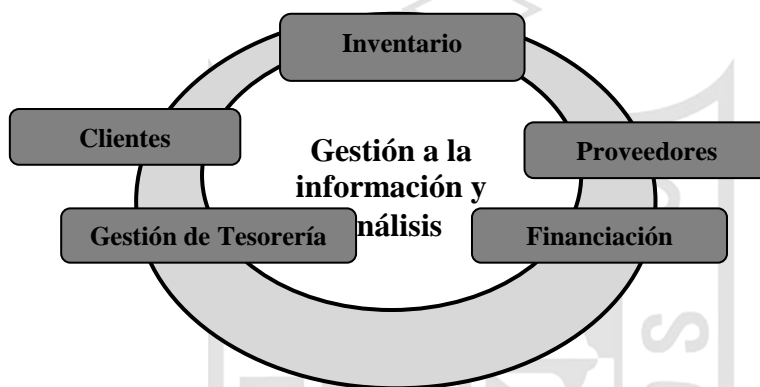 Inventario
Clientes
Proveedores
Gestión a la
información y
nálisis
Gestión de Tesorería
Financiación